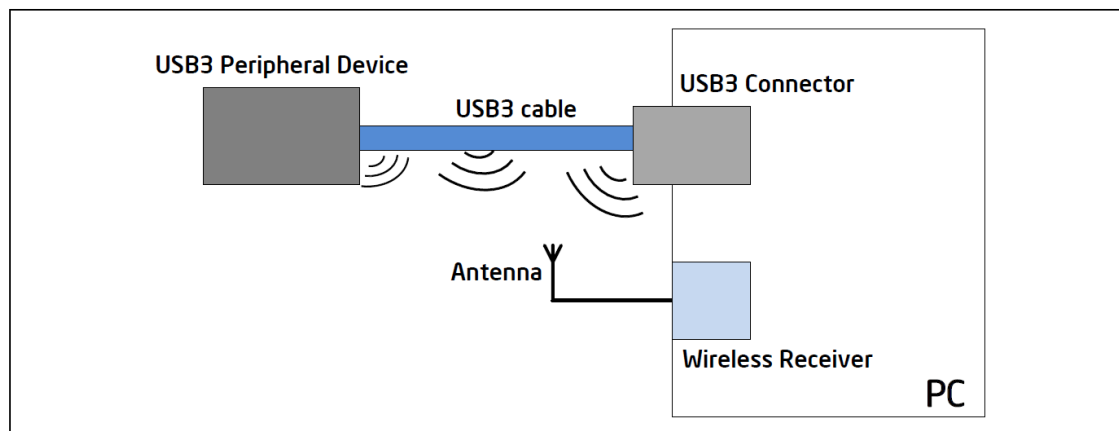 USB3 Peripheral Device
USB3 Connector
USB3 cable
Antenna
Wireless Receiver
PC